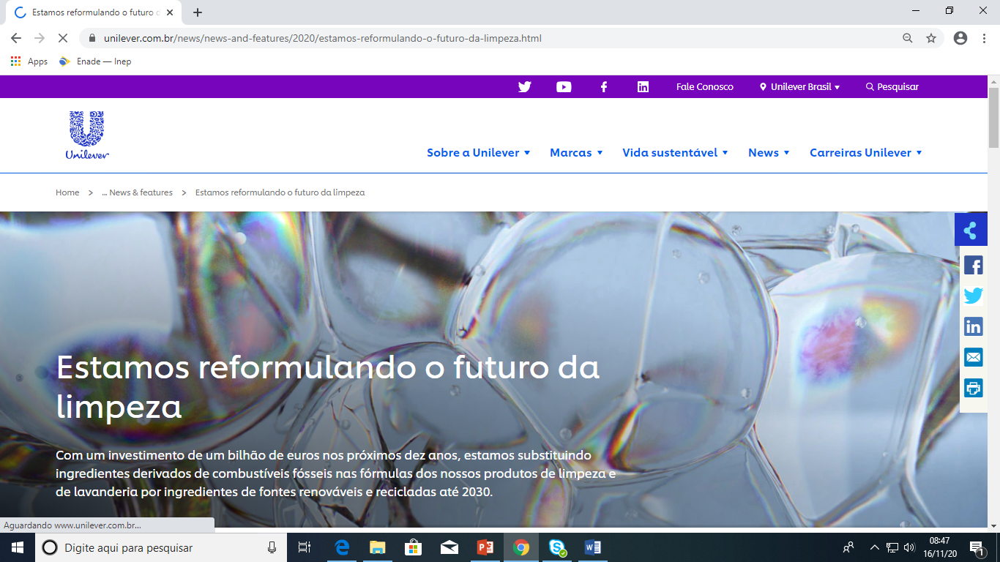 Estamos reformulando o futuro d
unilever.com.br/news/news-and-features/2020/estamos-reformulando-o-futuro-da-limpeza.html
Apps Enade — Inep
Fale Conosco Unilever Brasil Pesquisar
Unilever
Sobre a Unilever Marcas Vida sustentável News Carreiras Unilever
Home > ... News & features > Estamos reformulando o futuro da limpeza
Estamos reformulando o futuro da
limpeza
Com um investimento de um bilhão de euros nos próximos dez anos, estamos substituindo
ingredientes derivados de combustíveis fósseis nas fórmulas dos nossos produtos de limpeza e
de lavanderia por ingredientes de fontes renováveis e recicladas até 2030.
Aguardando www.unilever.com.br...
Digite aqui para pesquisar
08:47
16/11/20
1